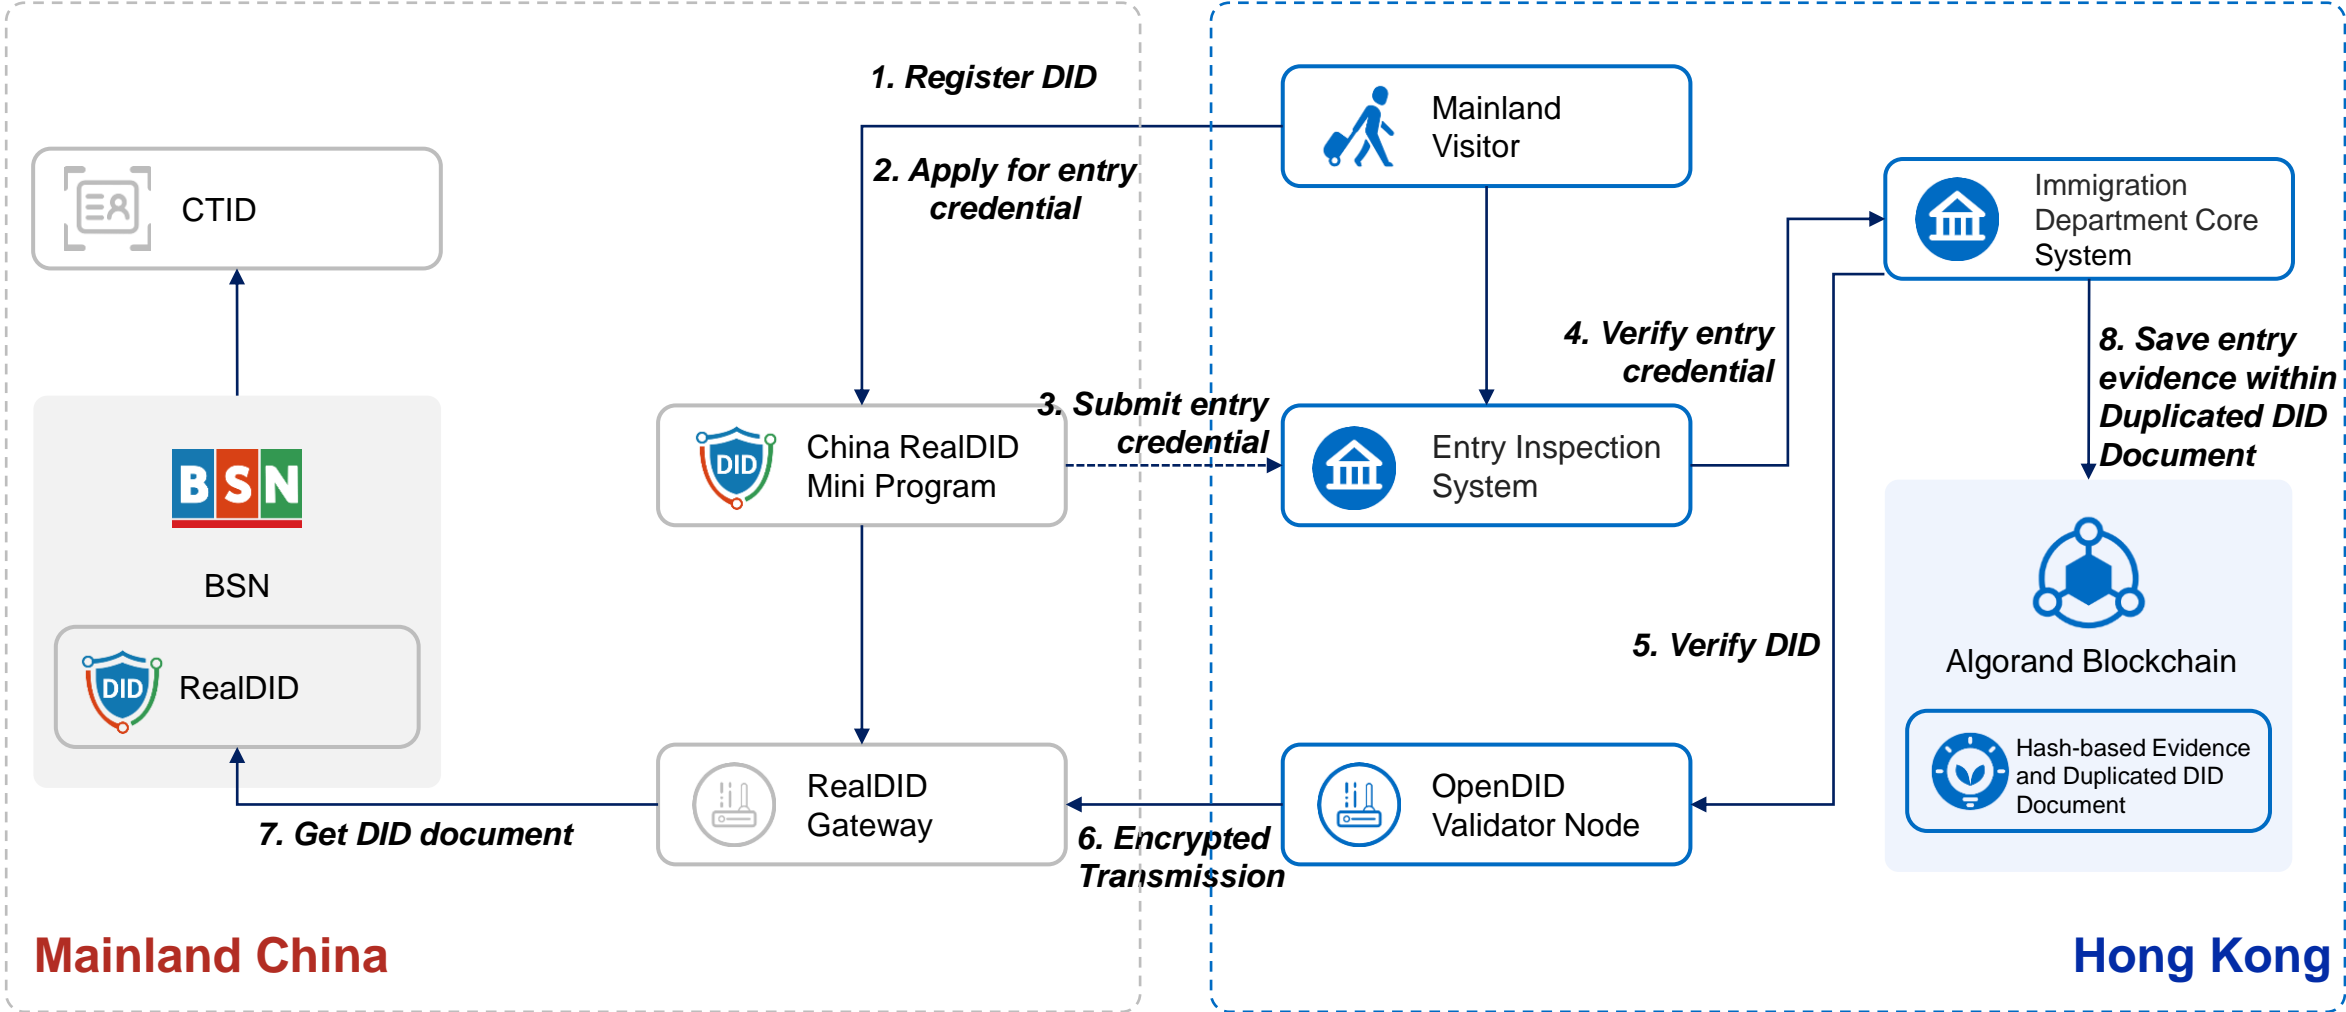 1. Register DID
2. Apply for entry
credential
Mainland
Visitor
CTID
Immigration
Department Core
System
3. Submit entry
credential
4. Verify entry
credential
8. Save entry
evidence within
Duplicated DID
Document
BSN
BSN
DID
RealDID
DID
China RealDID
Mini Program
Entry Inspection
System
5. Verify DID
Algorand Blockchain
Hash-based Evidence
and Duplicated DID
Document
7. Get DID document
RealDID
Gateway
6. Encrypted
Transmission
OpenDID
Validator Node
Mainland China
Hong Kong